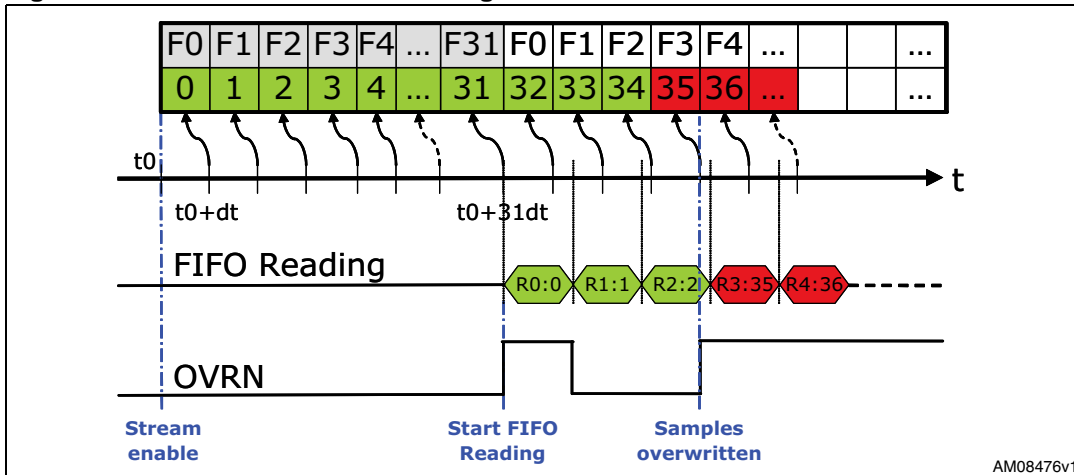 F0 F1 F2 F3 F4 ... F31 F0 F1 F2 F3 F4 ... ...
0 1 2 3 4 ... 31 32 33 34 35 36 ... ...
t0
t
t0+dt t0+31dt
FIFO Reading
R0:0 R1:1 R2:2 R3:35 R4:36
OVRN
Stream enable
Start FIFO Reading
Samples overwritten
AM08476v1